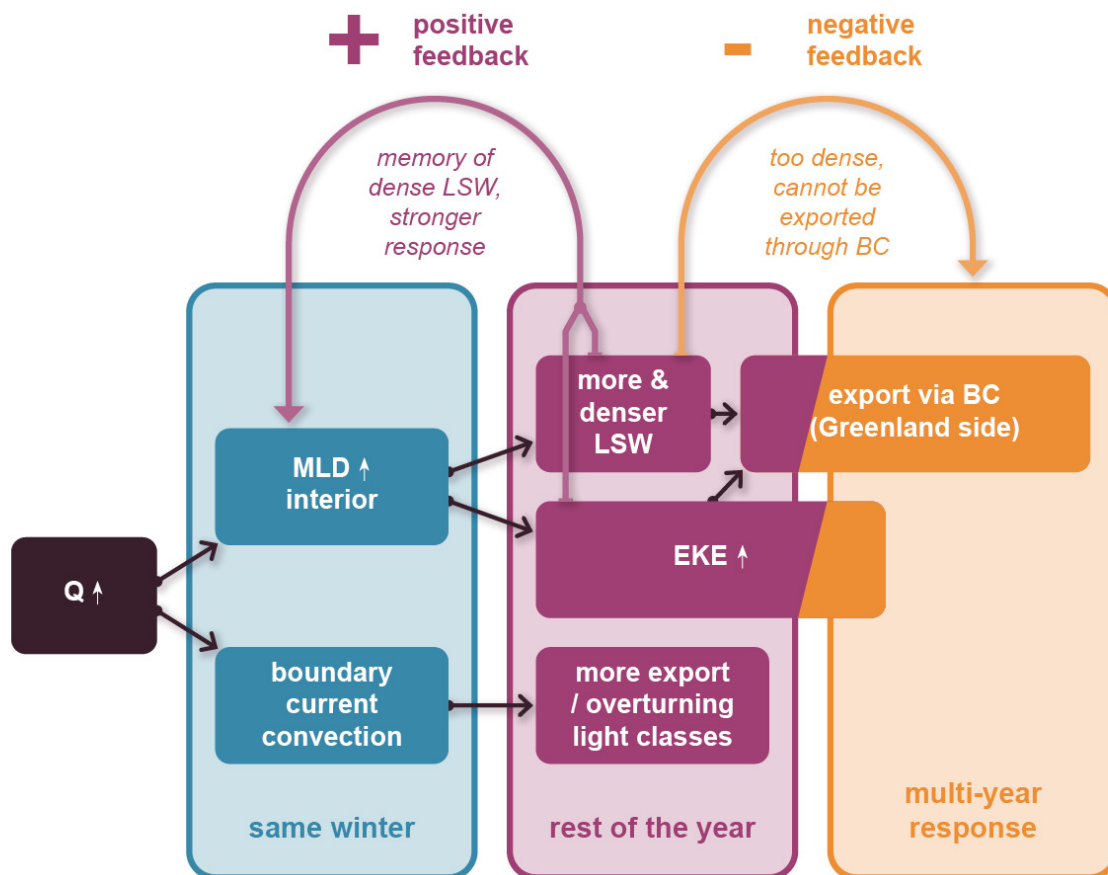 + positive
feedback
- negative
feedback
memory of
dense LSW,
stronger
response
too dense,
cannot be
exported
through BC
Q ↑
MLD ↑
interior
boundary
current
convection
same winter
more &
denser
LSW
EKE ↑
more export
/ overturning
light classes
rest of the year
export via BC
(Greenland side)
multi-year
response